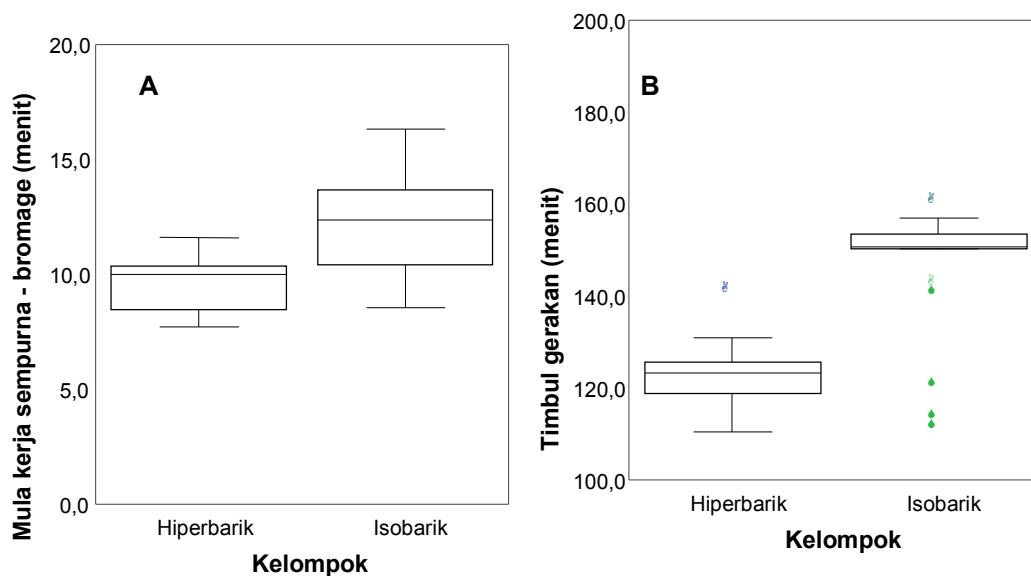 A
Mula kerja sempurna - bromage (menit)
20,0
15,0
10,0
5,0
0,0
Hiperbarik Isobarik
Kelompok
B
Timbul gerakan (menit)
200,0
180,0
160,0
140,0
120,0
100,0
Hiperbarik Isobarik
Kelompok